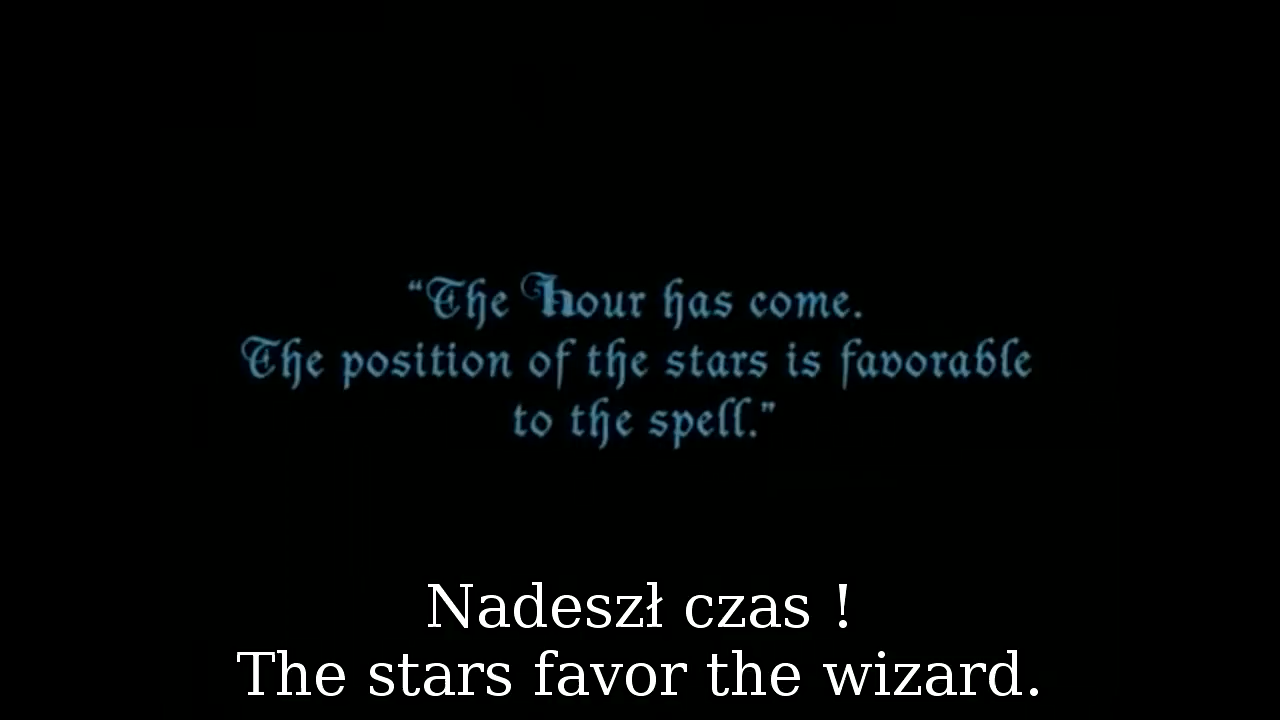 “The Hour has come.
The position of the stars is favorable
to the spell.”
Nadeszł czas !
The stars favor the wizard.